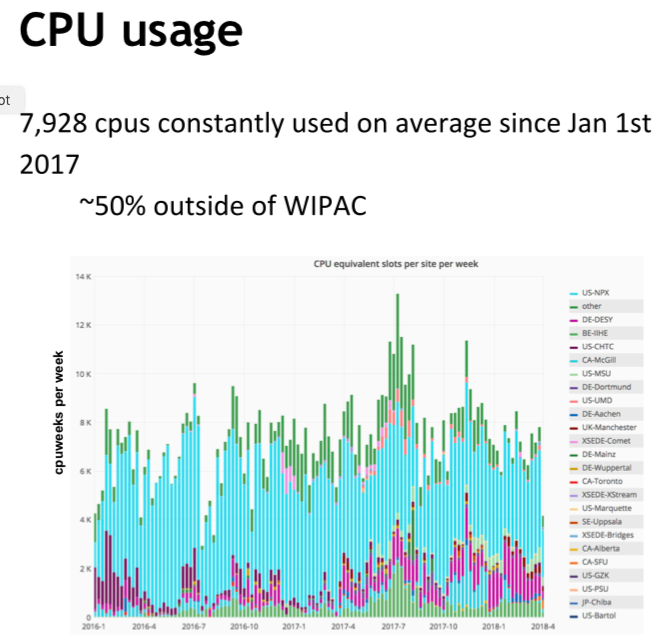 CPU usage
ot
7,928 cpus constantly used on average since Jan 1st
2017
~50% outside of WIPAC
CPU equivalent slots per site per week
cpuweeks per week
14 K
12 K
10 K
8 K
6 K
4 K
2 K
0
2016-1 2016-4 2016-7 2016-10 2017-1 2017-4 2017-7 2017-10 2018-1 2018-4
US-NPX
other
DE-DESY
BE-IIHE
US-CHTC
CA-McGill
US-MSU
DE-Dortmund
US-UMD
DE-Aachen
UK-Manchester
XSEDE-Comet
DE-Mainz
DE-Wuppertal
CA-Toronto
XSEDE-XStream
US-Marquette
SE-Uppsala
XSEDE-Bridges
CA-Alberta
CA-SFU
US-GZK
US-PSU
JP-Chiba
US-Bartol